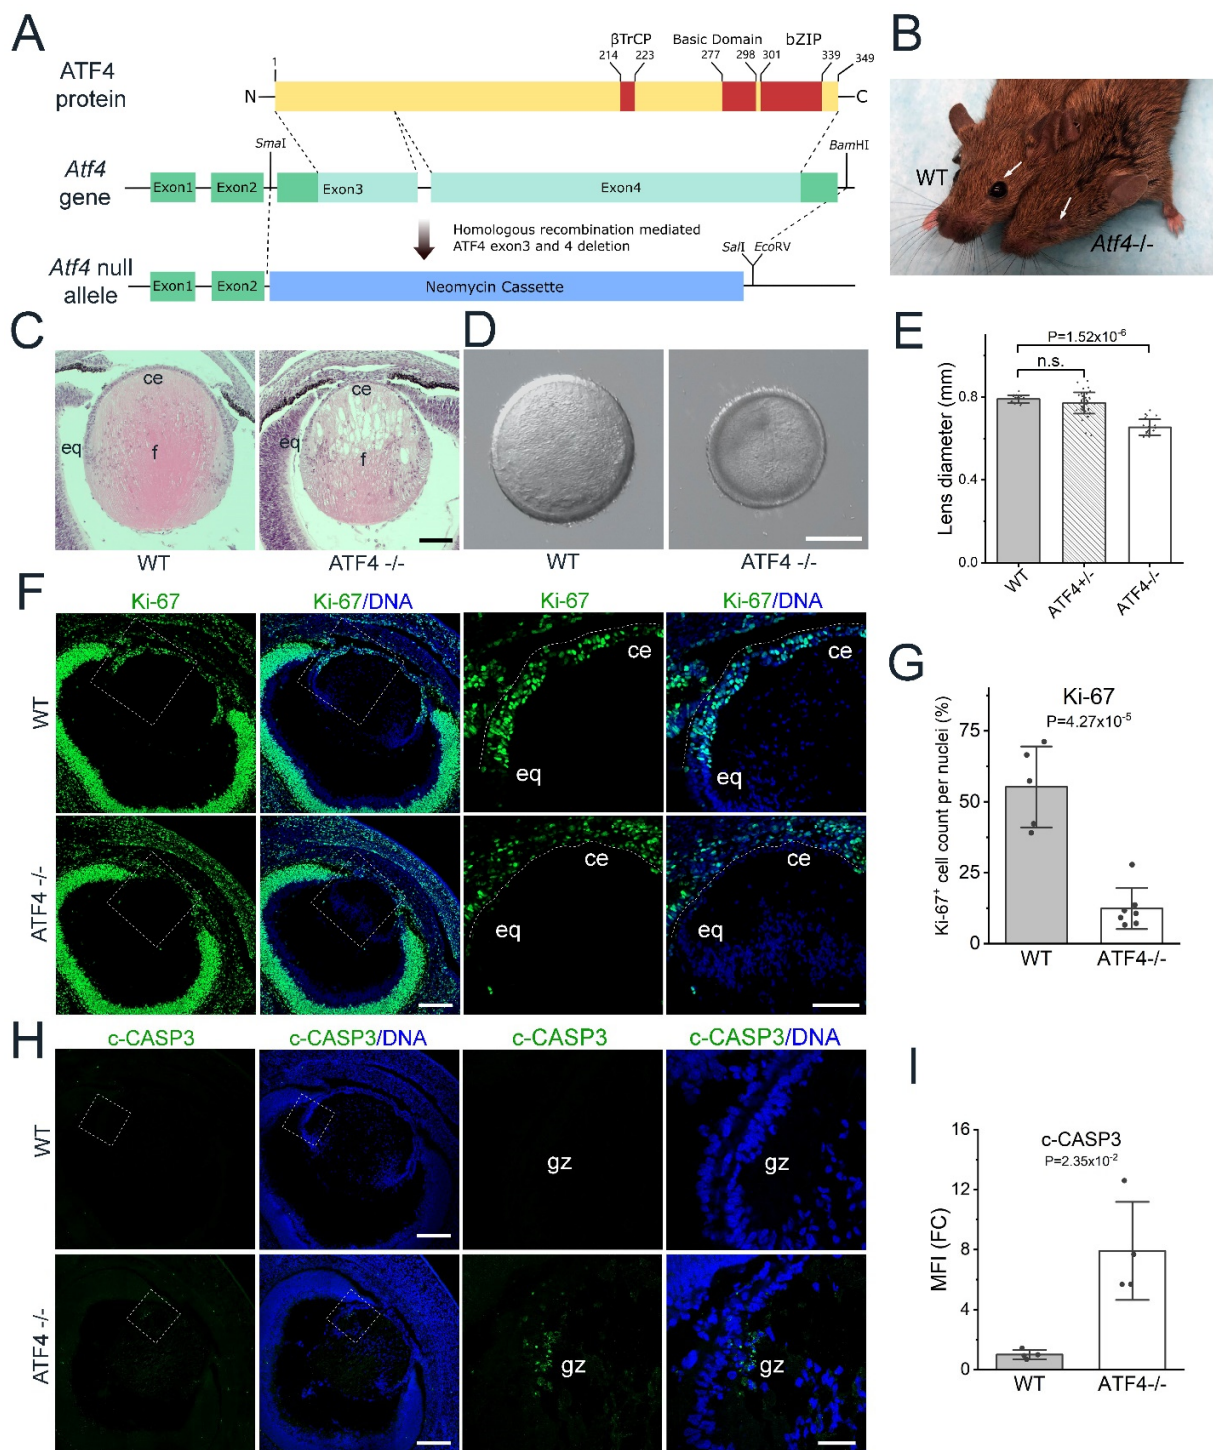 A
ATF4
protein
1
βTrCP
214
223
Basic Domain
277
298
301
bZIP
339
349
N
C
Atf4
gene
SmaI
BamHI
Exon1
Exon2
Exon3
Exon4
Homologous recombination mediated
ATF4 exon3 and 4 deletion
SalI
EcoRV
Atf4 null
allele
Exon1
Exon2
Neomycin Cassette
B
WT
Atf4-/-
C
ce
eq
f
ce
eq
f
WT
ATF4 -/-
D
WT
ATF4 -/-
E
P=1.52x10⁻⁶
n.s.
Lens diameter (mm)
0.8
0.4
0.0
WT
ATF4+/-
ATF4-/-
F
Ki-67
Ki-67/DNA
Ki-67
Ki-67/DNA
WT
ce
eq
ce
eq
ATF4 -/-
ce
eq
ce
eq
G
Ki-67
P=4.27x10⁻⁵
Ki-67⁺ cell count per nuclei (%)
75
50
25
0
WT
ATF4-/-
H
c-CASP3
c-CASP3/DNA
c-CASP3
c-CASP3/DNA
WT
gz
gz
ATF4 -/-
gz
gz
I
c-CASP3
P=2.35x10⁻²
MFI (FC)
16
12
8
4
0
WT
ATF4-/-